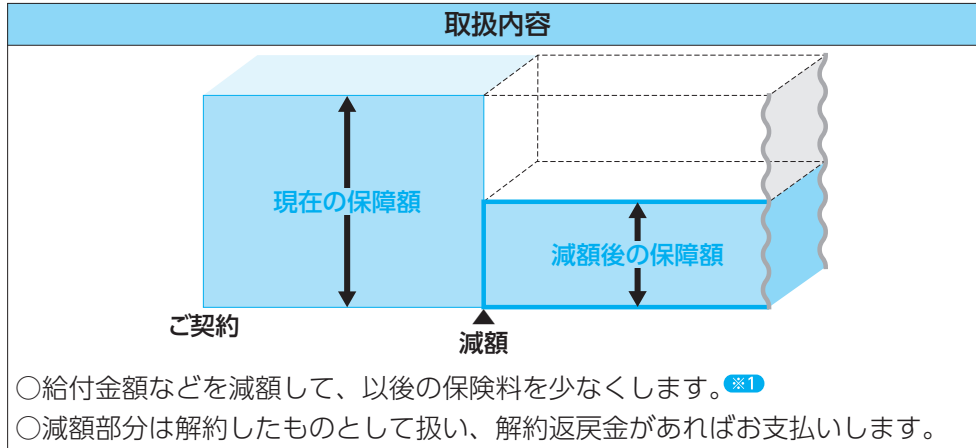 取扱内容
現在の保障額
減額後の保障額
ご契約
減額
○給付金額などを減額して、以後の保険料を少なくします。※1
○減額部分は解約したものとして扱い、解約返戻金があればお支払いします。